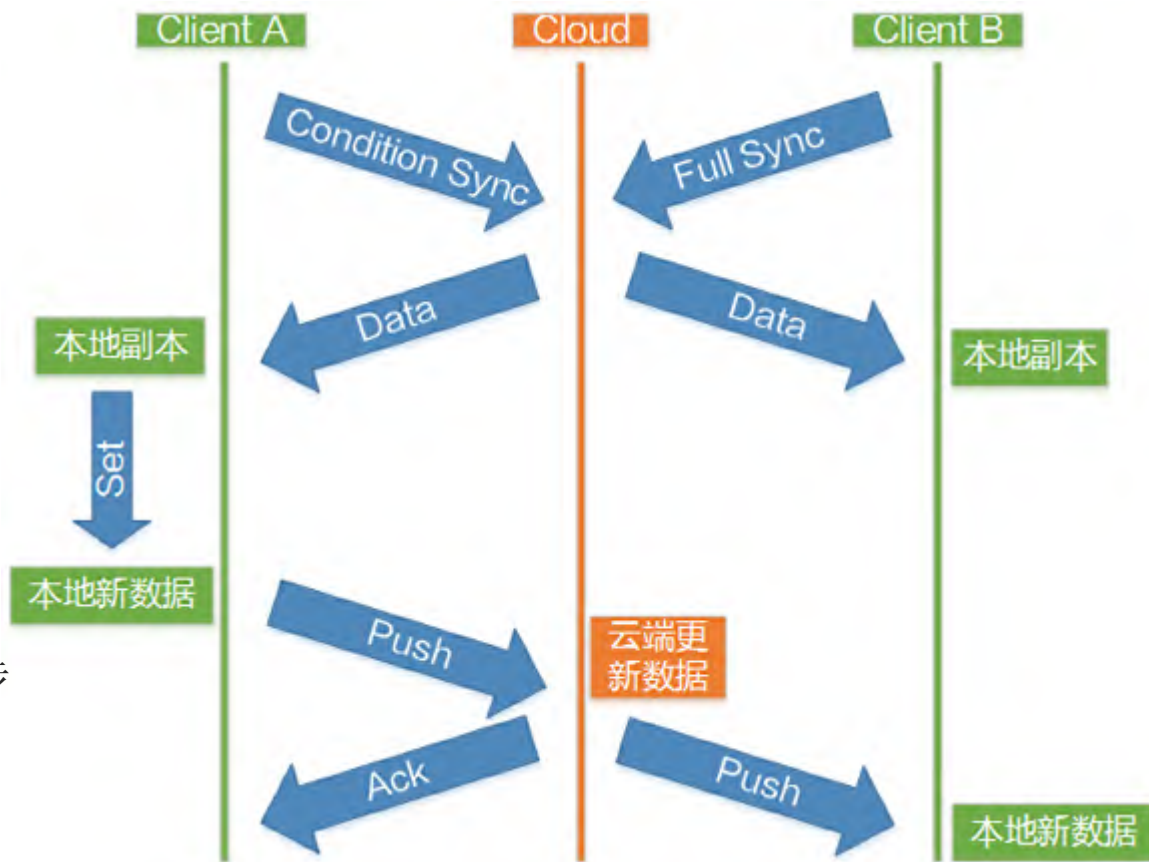 Client A
Cloud
Client B
Condition Sync
Full Sync
Data
Data
本地副本
本地副本
Set
本地新数据
Push
云端更
新数据
Ack
Push
本地新数据